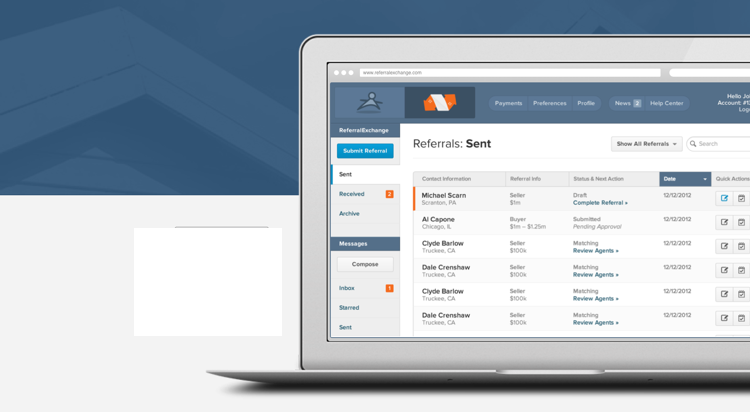 www.referralexchange.com
Payments Preferences Profile
News 2 Help Center
Hello Jo
Account: #12
Logo
ReferralExchange
Submit Referral
Sent
Received 2
Archive
Messages
Compose
Inbox 1
Starred
Sent
Referrals: Sent
Show All Referrals
Search
Contact Information Referral Info Status & Next Action Date Quick Actions
Michael Scarn Seller Draft 12/12/2012
Scranton, PA $1m Complete Referral »
Al Capone Buyer Submitted 12/12/2012
Chicago, IL $1m – $1.25m Pending Approval
Clyde Barlow Seller Matching 12/12/2012
Truckee, CA $100k Review Agents »
Dale Crenshaw Seller Matching 12/12/2012
Truckee, CA $100k Review Agents »
Clyde Barlow Seller Matching 12/12/2012
Truckee, CA $100k Review Agents »
Dale Crenshaw Seller Matching 12/12/2012
Truckee, CA $100k Review Agents »